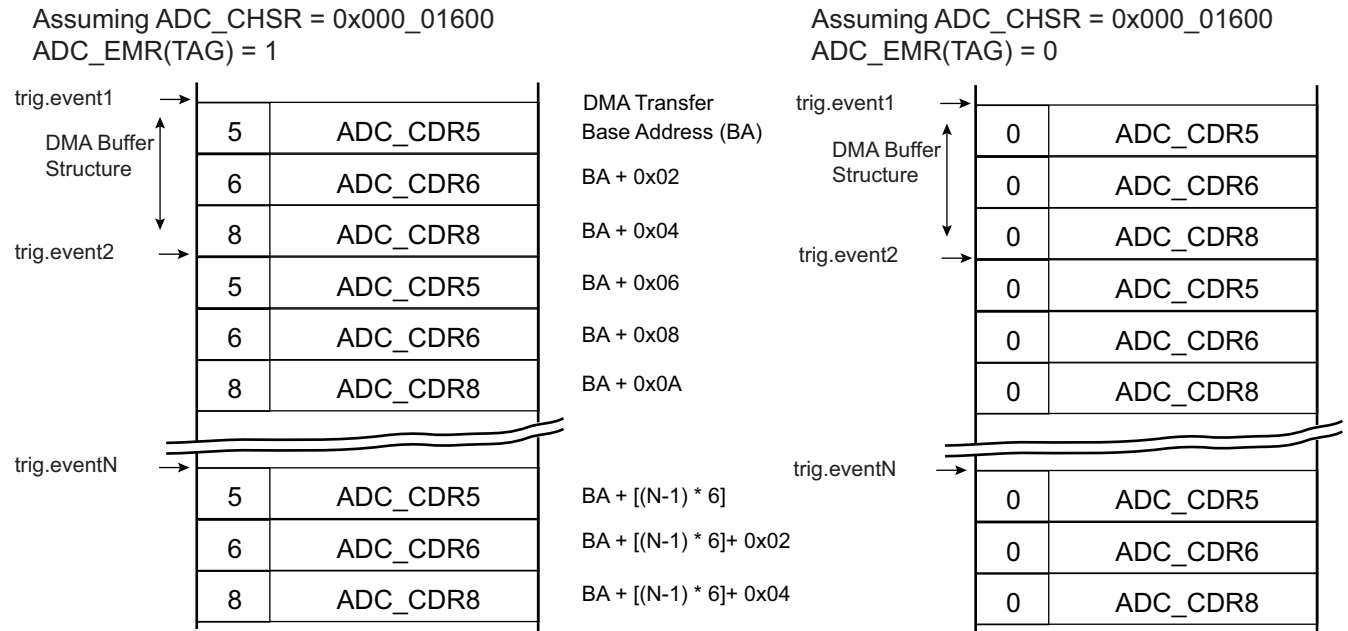 Assuming ADC_CHSR = 0x000_01600
ADC_EMR(TAG) = 1
trig.event1
DMA Buffer
Structure
5 ADC_CDR5
6 ADC_CDR6
8 ADC_CDR8
trig.event2
5 ADC_CDR5
6 ADC_CDR6
8 ADC_CDR8
trig.eventN
5 ADC_CDR5
6 ADC_CDR6
8 ADC_CDR8
DMA Transfer
Base Address (BA)
BA + 0x02
BA + 0x04
BA + 0x06
BA + 0x08
BA + 0x0A
BA + [(N-1) * 6]
BA + [(N-1) * 6]+ 0x02
BA + [(N-1) * 6]+ 0x04
Assuming ADC_CHSR = 0x000_01600
ADC_EMR(TAG) = 0
trig.event1
DMA Buffer
Structure
0 ADC_CDR5
0 ADC_CDR6
0 ADC_CDR8
trig.event2
0 ADC_CDR5
0 ADC_CDR6
0 ADC_CDR8
trig.eventN
0 ADC_CDR5
0 ADC_CDR6
0 ADC_CDR8